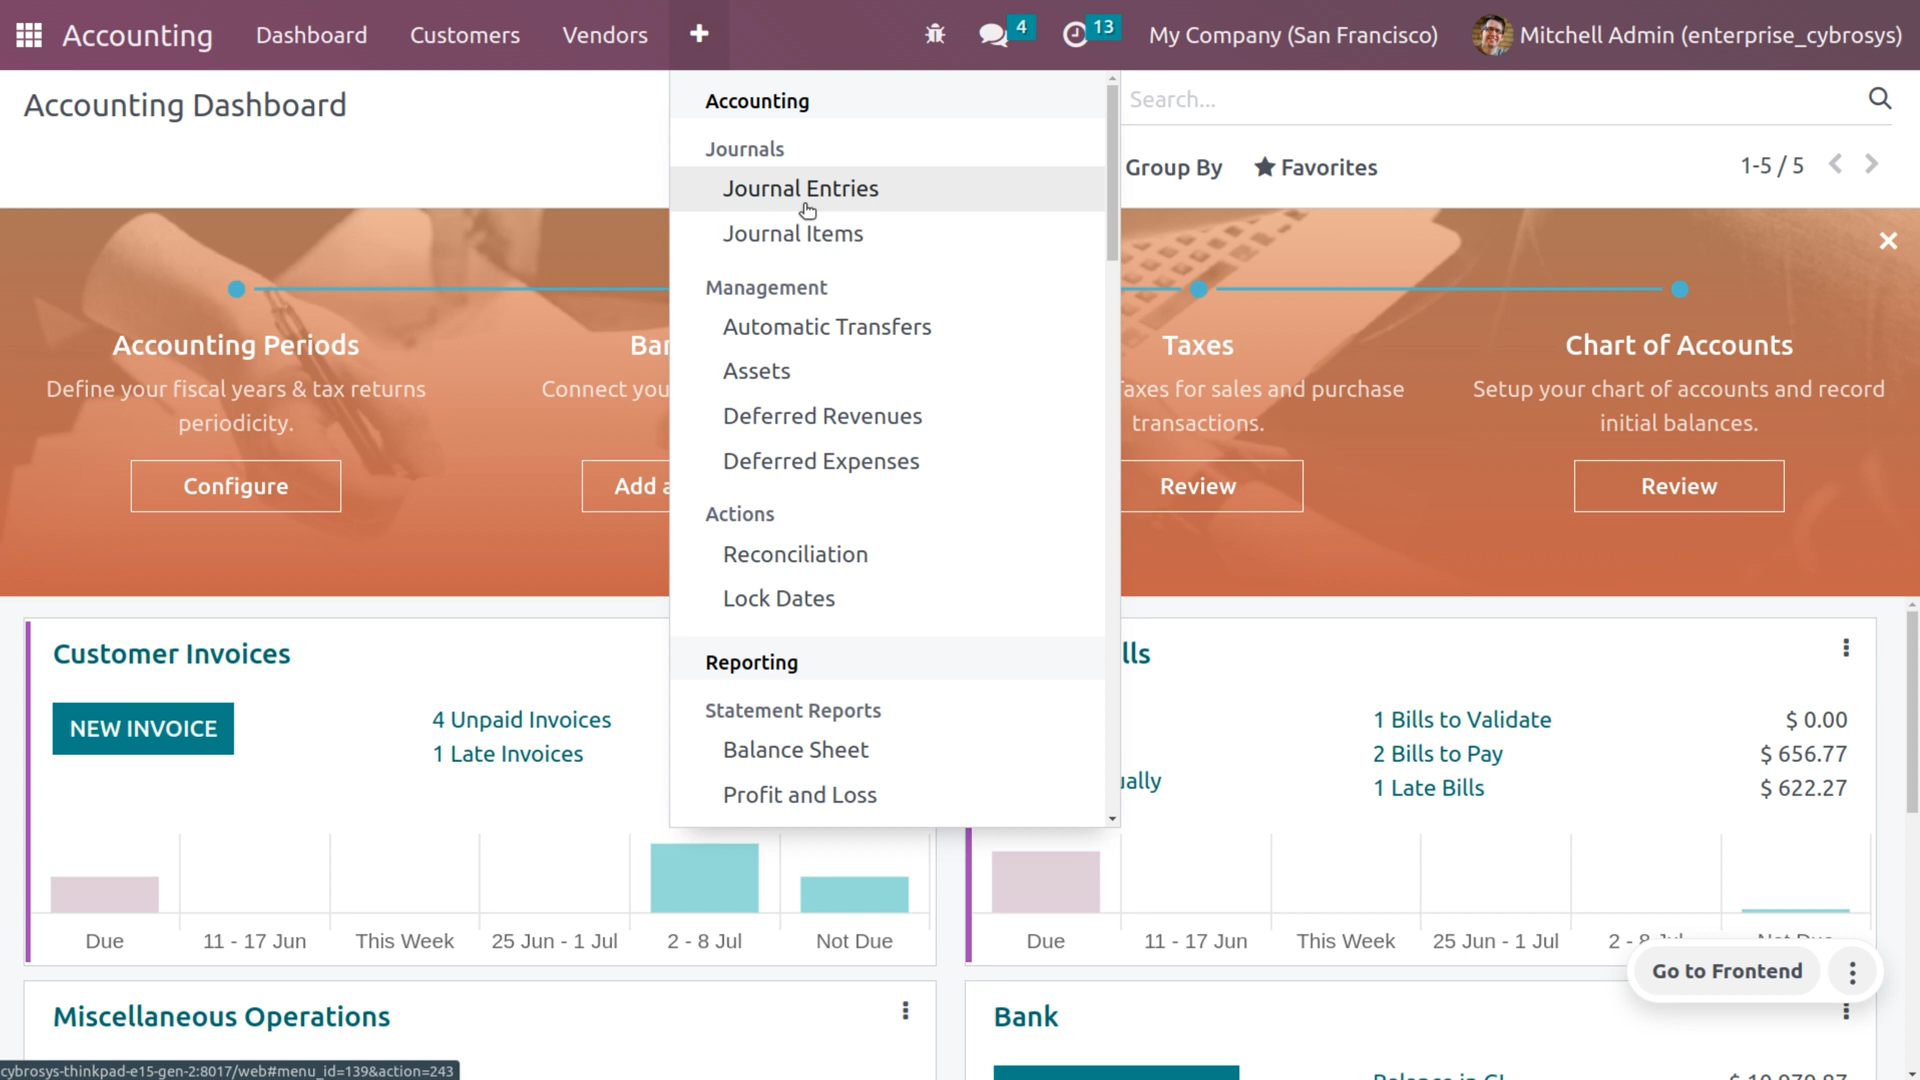 Accounting Dashboard Customers Vendors + 4 13 My Company (San Francisco) Mitchell Admin (enterprise_cybrosys)
Accounting Dashboard
Search...
Group By Favorites 1-5 / 5
Accounting
Journals
Journal Entries
Journal Items
Management
Automatic Transfers
Assets
Deferred Revenues
Deferred Expenses
Actions
Reconciliation
Lock Dates
Reporting
Statement Reports
Balance Sheet
Profit and Loss
Accounting Periods
Define your fiscal years & tax returns
periodicity.
Configure
Connect you
Add
Taxes
axes for sales and purchase
transactions.
Review
Chart of Accounts
Setup your chart of accounts and record
initial balances.
Review
Customer Invoices
NEW INVOICE
4 Unpaid Invoices
1 Late Invoices
Due 11 - 17 Jun This Week 25 Jun - 1 Jul 2 - 8 Jul Not Due
lls
ually
1 Bills to Validate $ 0.00
2 Bills to Pay $ 656.77
1 Late Bills $ 622.27
Due 11 - 17 Jun This Week 25 Jun - 1 Jul 2 - 8 Jul Not Due
Go to Frontend
Miscellaneous Operations
Bank
cybrosys-thinkpad-e15-gen-2:8017/web#menu_id=139&action=243